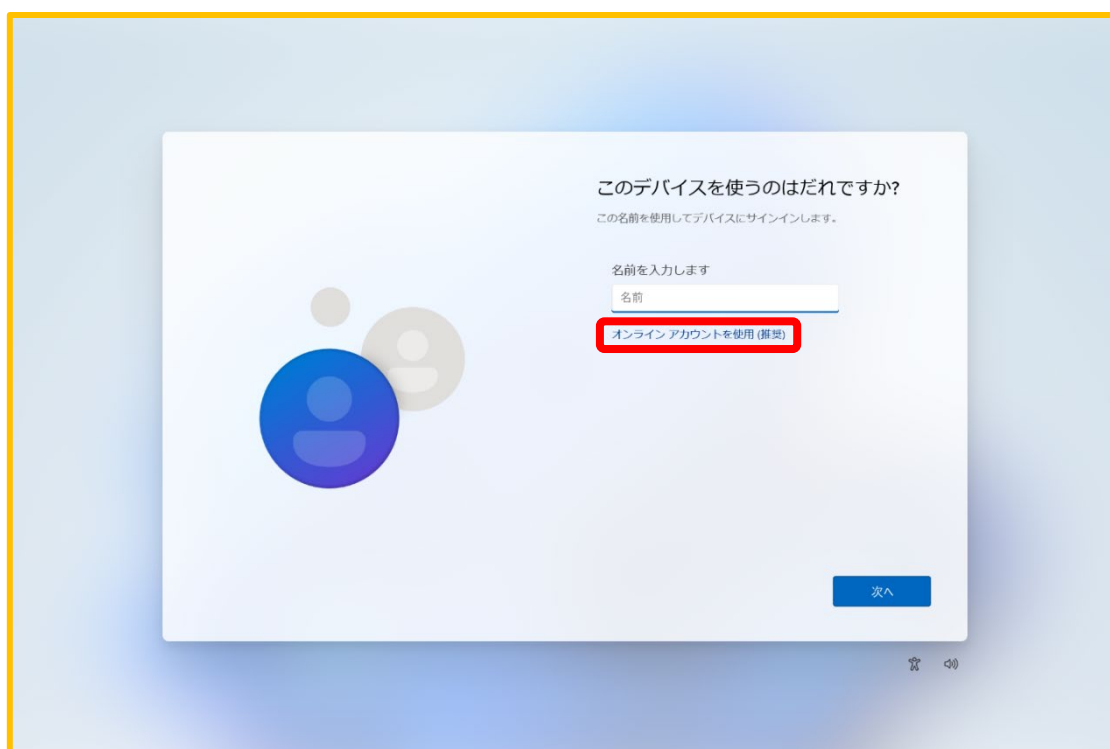 このデバイスを使うのはだれですか?
この名前を使用してデバイスにサインインします。
名前を入力します
名前
オンライン アカウントを使用 (推奨)
次へ